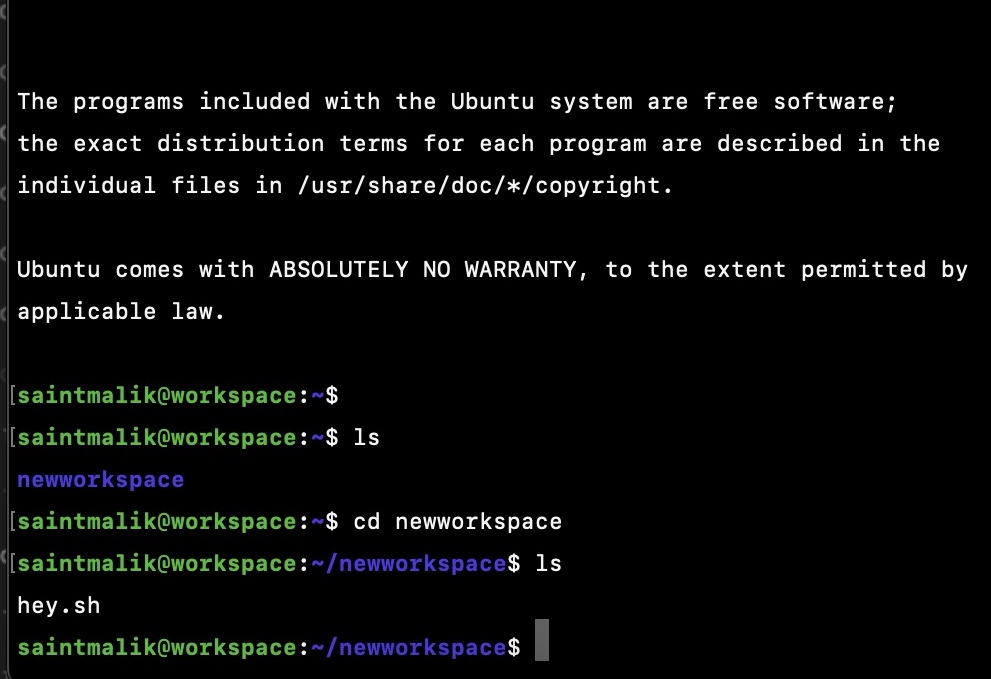 The programs included with the Ubuntu system are free software;
the exact distribution terms for each program are described in the
individual files in /usr/share/doc/*/copyright.
Ubuntu comes with ABSOLUTELY NO WARRANTY, to the extent permitted by
applicable law.
[saintmalik@workspace:~$
[saintmalik@workspace:~$ ls
newworkspace
[saintmalik@workspace:~$ cd newworkspace
[saintmalik@workspace:~/newworkspace$ ls
hey.sh
saintmalik@workspace:~/newworkspace$